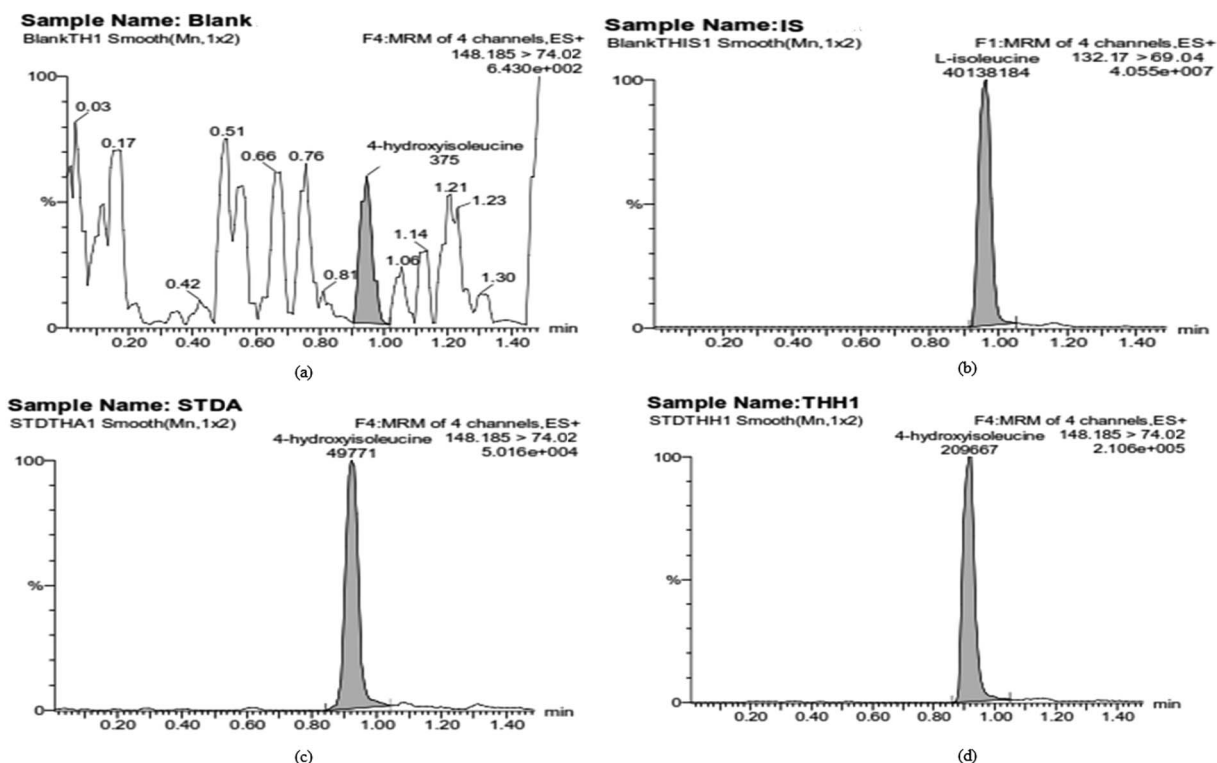 Sample Name: Blank
BlankTH1 Smooth(Mn,1x2)
F4:MRM of 4 channels,ES+
148.185 > 74.02
6.430e+002
100
%
0
0.03
0.17
0.42
0.51
0.66
0.76
0.81
4-hydroxyisoleucine
375
1.06
1.14
1.21
1.23
1.30
0.20 0.40 0.60 0.80 1.00 1.20 1.40
min
(a)
Sample Name:IS
BlankTHIS1 Smooth(Mn,1x2)
F1:MRM of 4 channels,ES+
L-isoleucine 132.17 > 69.04
40138184 4.055e+007
100
%
0
0.20 0.40 0.60 0.80 1.00 1.20 1.40
min
(b)
Sample Name: STDA
STDTHA1 Smooth(Mn,1x2)
F4:MRM of 4 channels,ES+
4-hydroxyisoleucine 148.185 > 74.02
49771 5.016e+004
100
%
0
0.20 0.40 0.60 0.80 1.00 1.20 1.40
min
(c)
Sample Name:THH1
STDTHH1 Smooth(Mn,1x2)
F4:MRM of 4 channels,ES+
4-hydroxyisoleucine 148.185 > 74.02
209667 2.106e+005
100
%
0
0.20 0.40 0.60 0.80 1.00 1.20 1.40
min
(d)